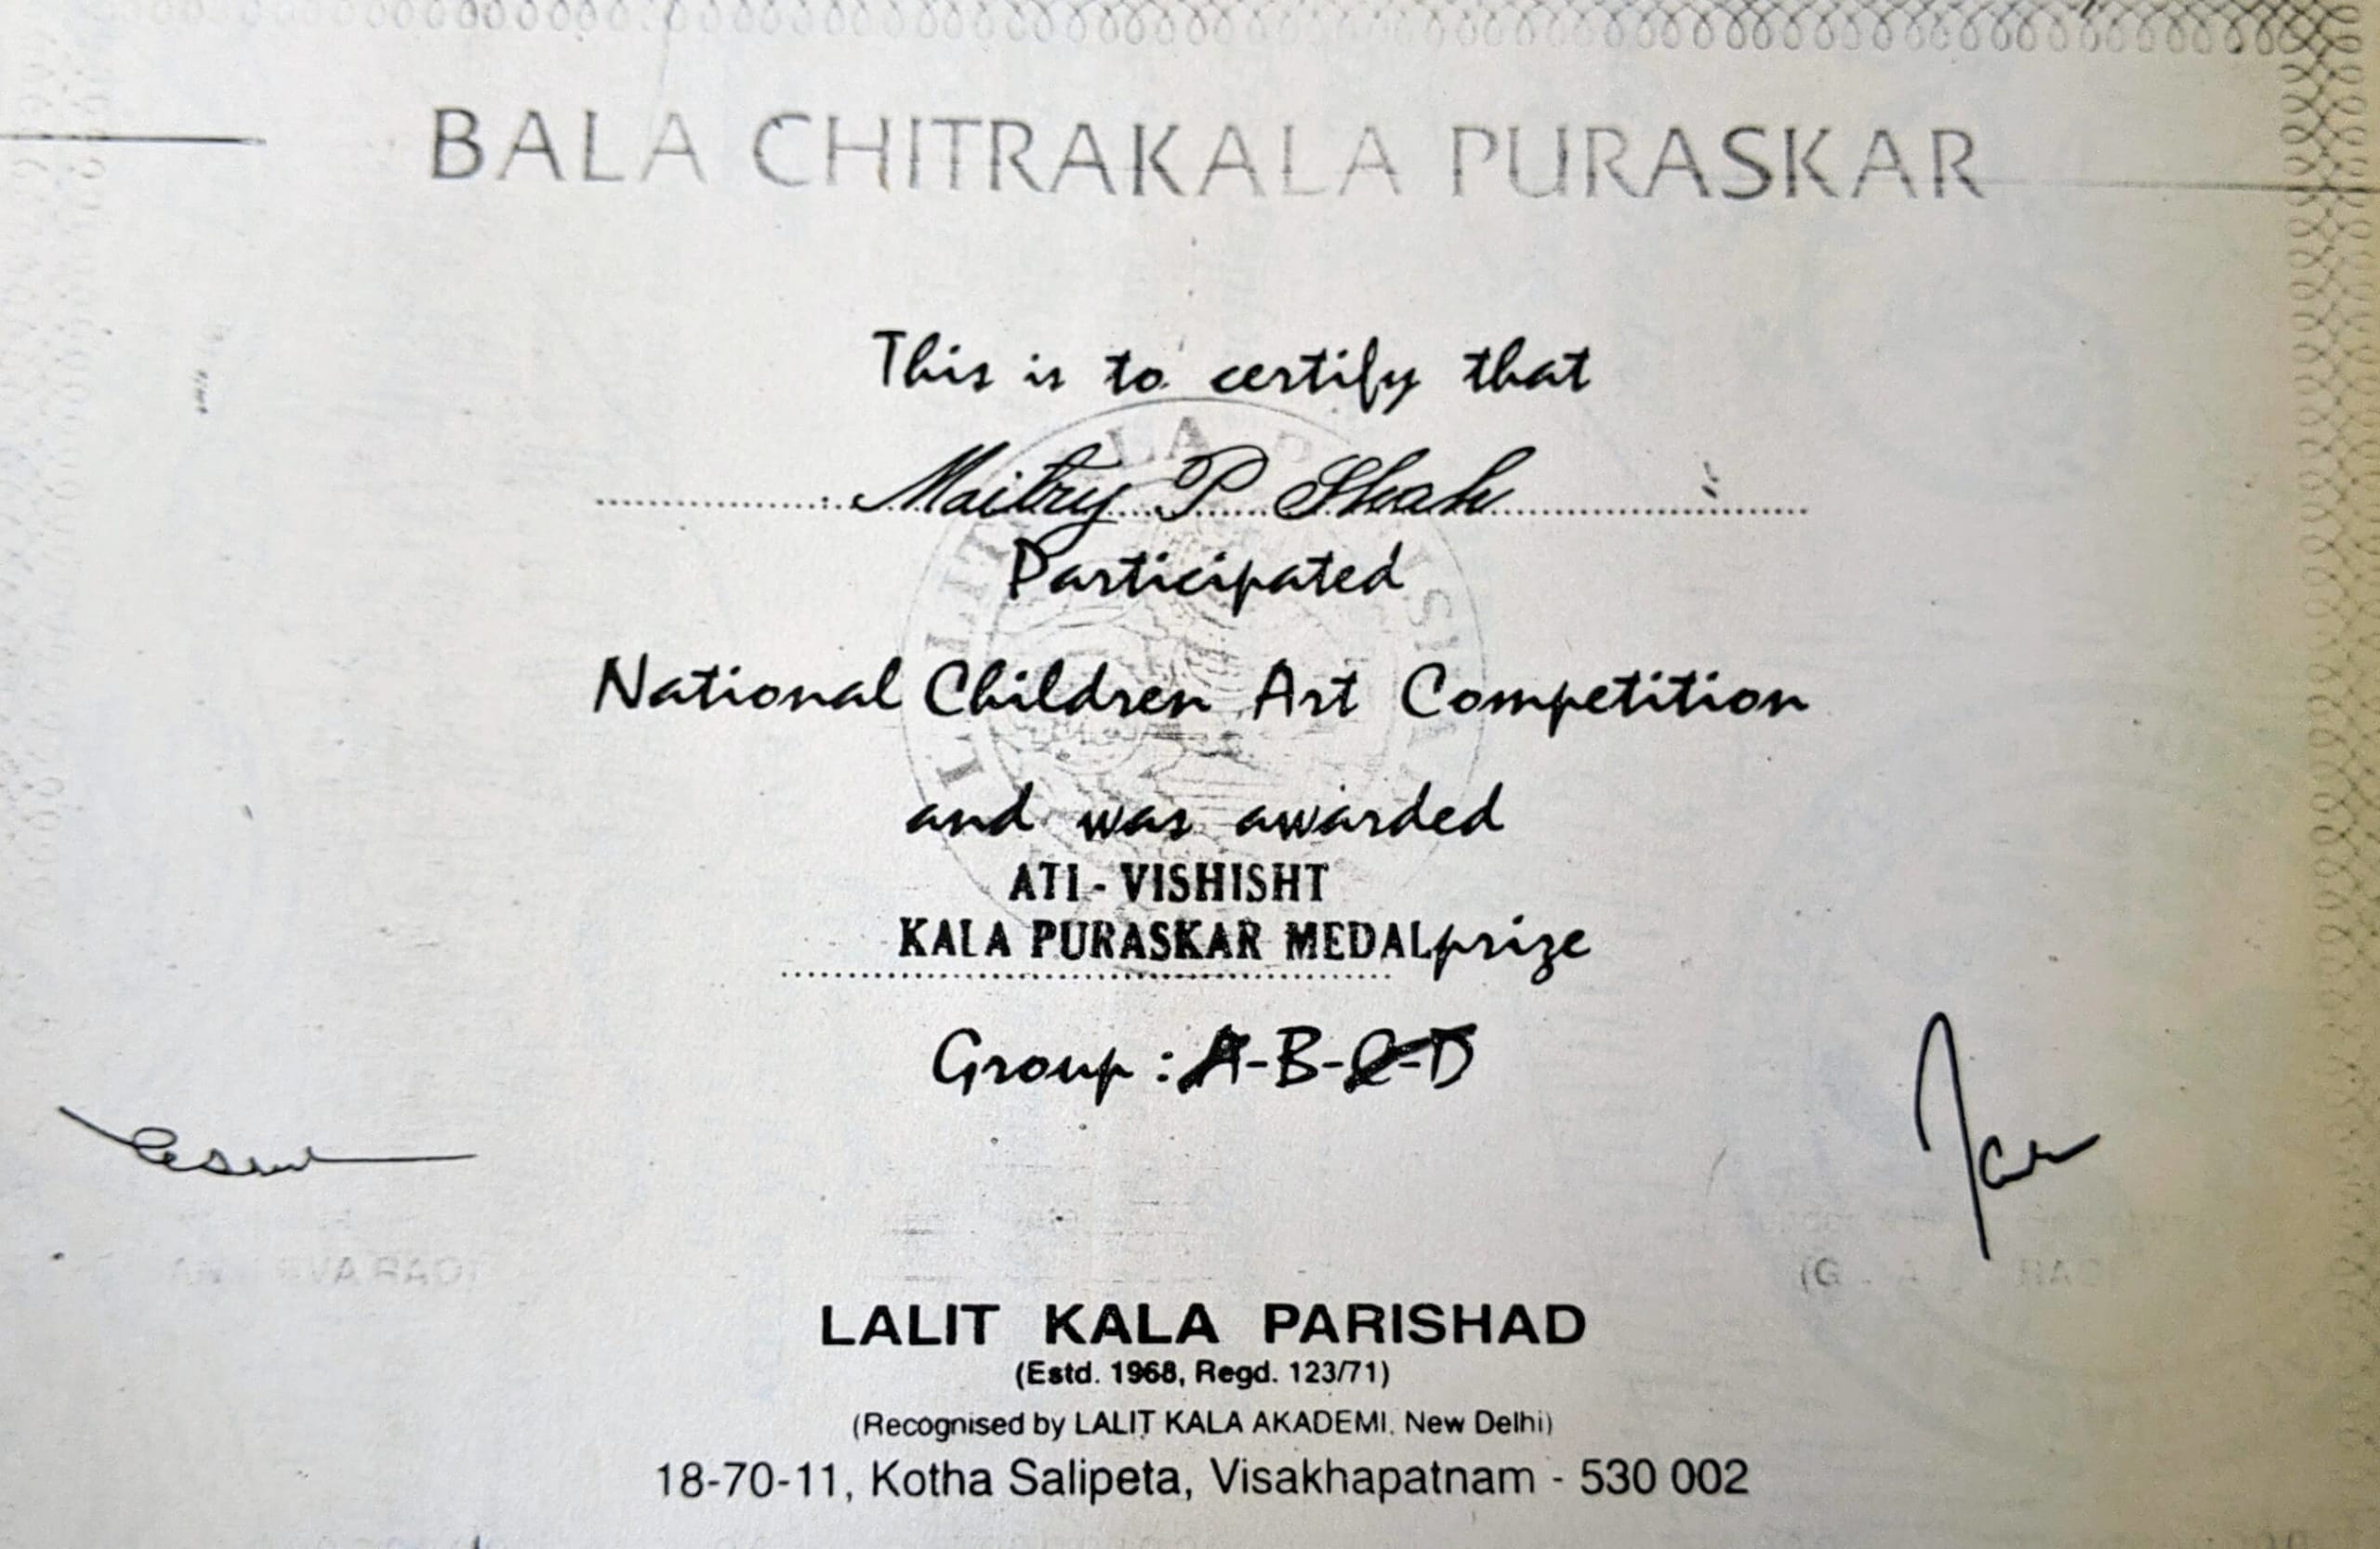 BALA CHITRAKALA PURASKAR
This is to certify that
Maitry P Shah
Participated
National Children Art Competition
and was awarded
ATI - VISHISHT
KALA PURASKAR MEDAL prize
Group : A-B-C-D
LALIT KALA PARISHAD
(Estd. 1968, Regd. 123/71)
(Recognised by LALIT KALA AKADEMI, New Delhi)
18-70-11, Kotha Salipeta, Visakhapatnam - 530 002